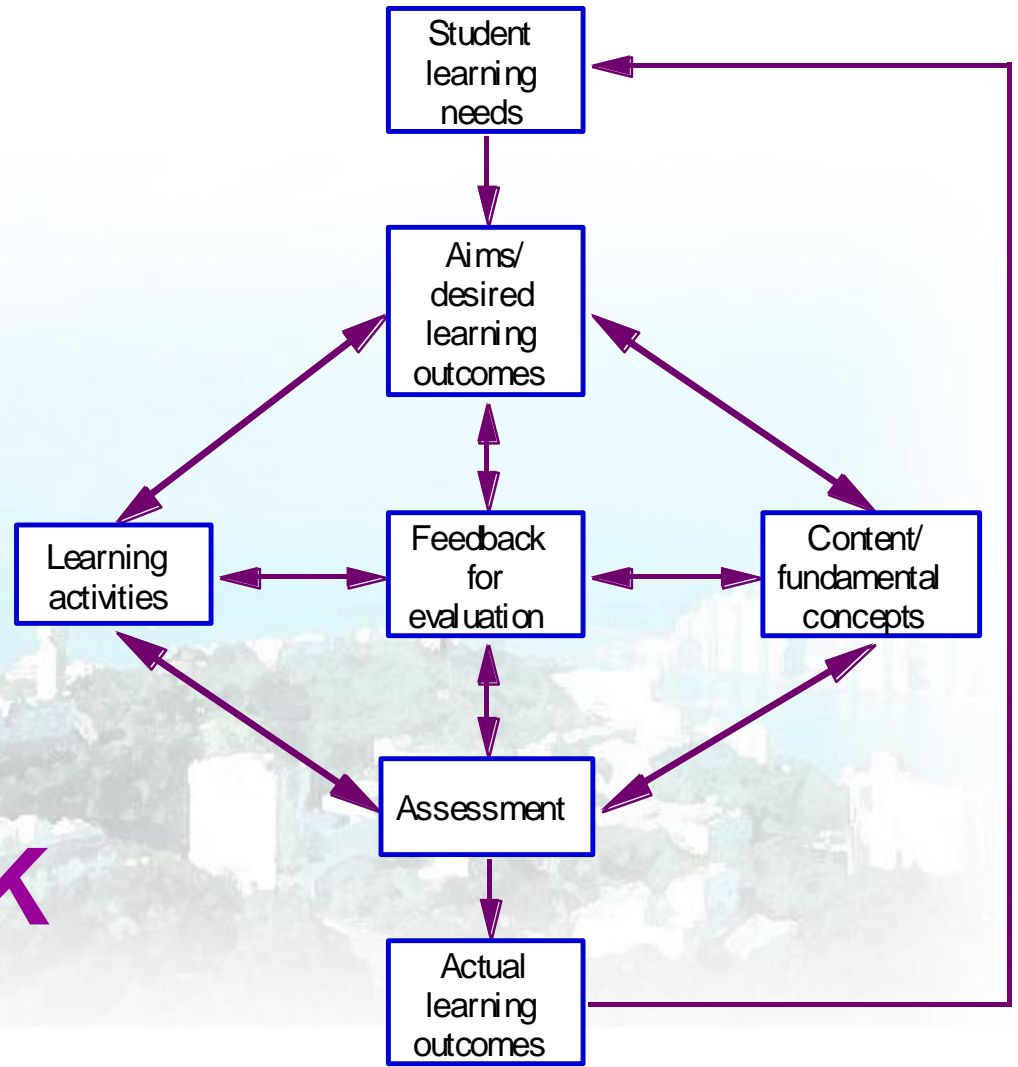 Student
learning
needs
Aims/
desired
learning
outcomes
Learning
activities
Feedback
for
evaluation
Content/
fundamental
concepts
Assessment
k
Actual
learning
outcomes